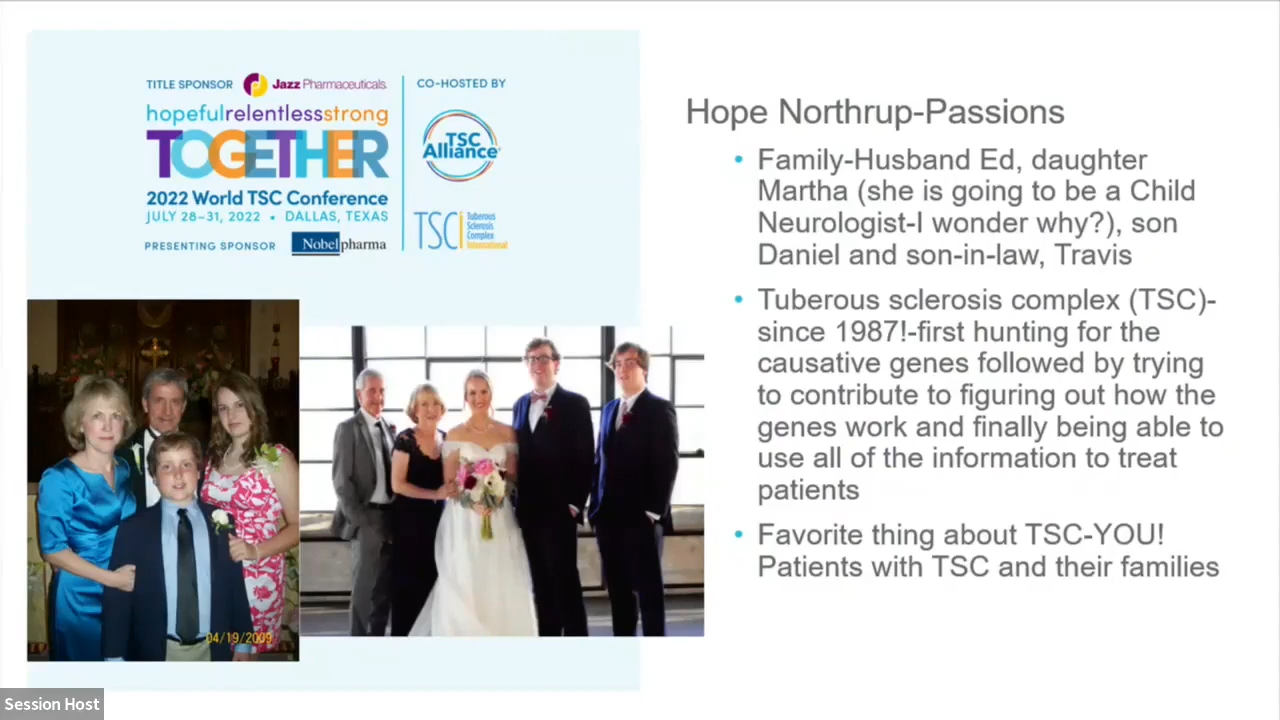 TITLE SPONSOR
Jazz Pharmaceuticals
hopefulrelentlessstrong
TOGETHER
2022 World TSC Conference
JULY 28–31, 2022 • DALLAS, TEXAS
PRESENTING SPONSOR
Nobelpharma
CO-HOSTED BY
TSC
Alliance
TSCi
Tuberous
Sclerosis
Complex
International
04/19/2009
Hope Northrup-Passions
• Family-Husband Ed, daughter
Martha (she is going to be a Child
Neurologist-I wonder why?), son
Daniel and son-in-law, Travis
• Tuberous sclerosis complex (TSC)-
since 1987!-first hunting for the
causative genes followed by trying
to contribute to figuring out how the
genes work and finally being able to
use all of the information to treat
patients
• Favorite thing about TSC-YOU!
Patients with TSC and their families
Session Host